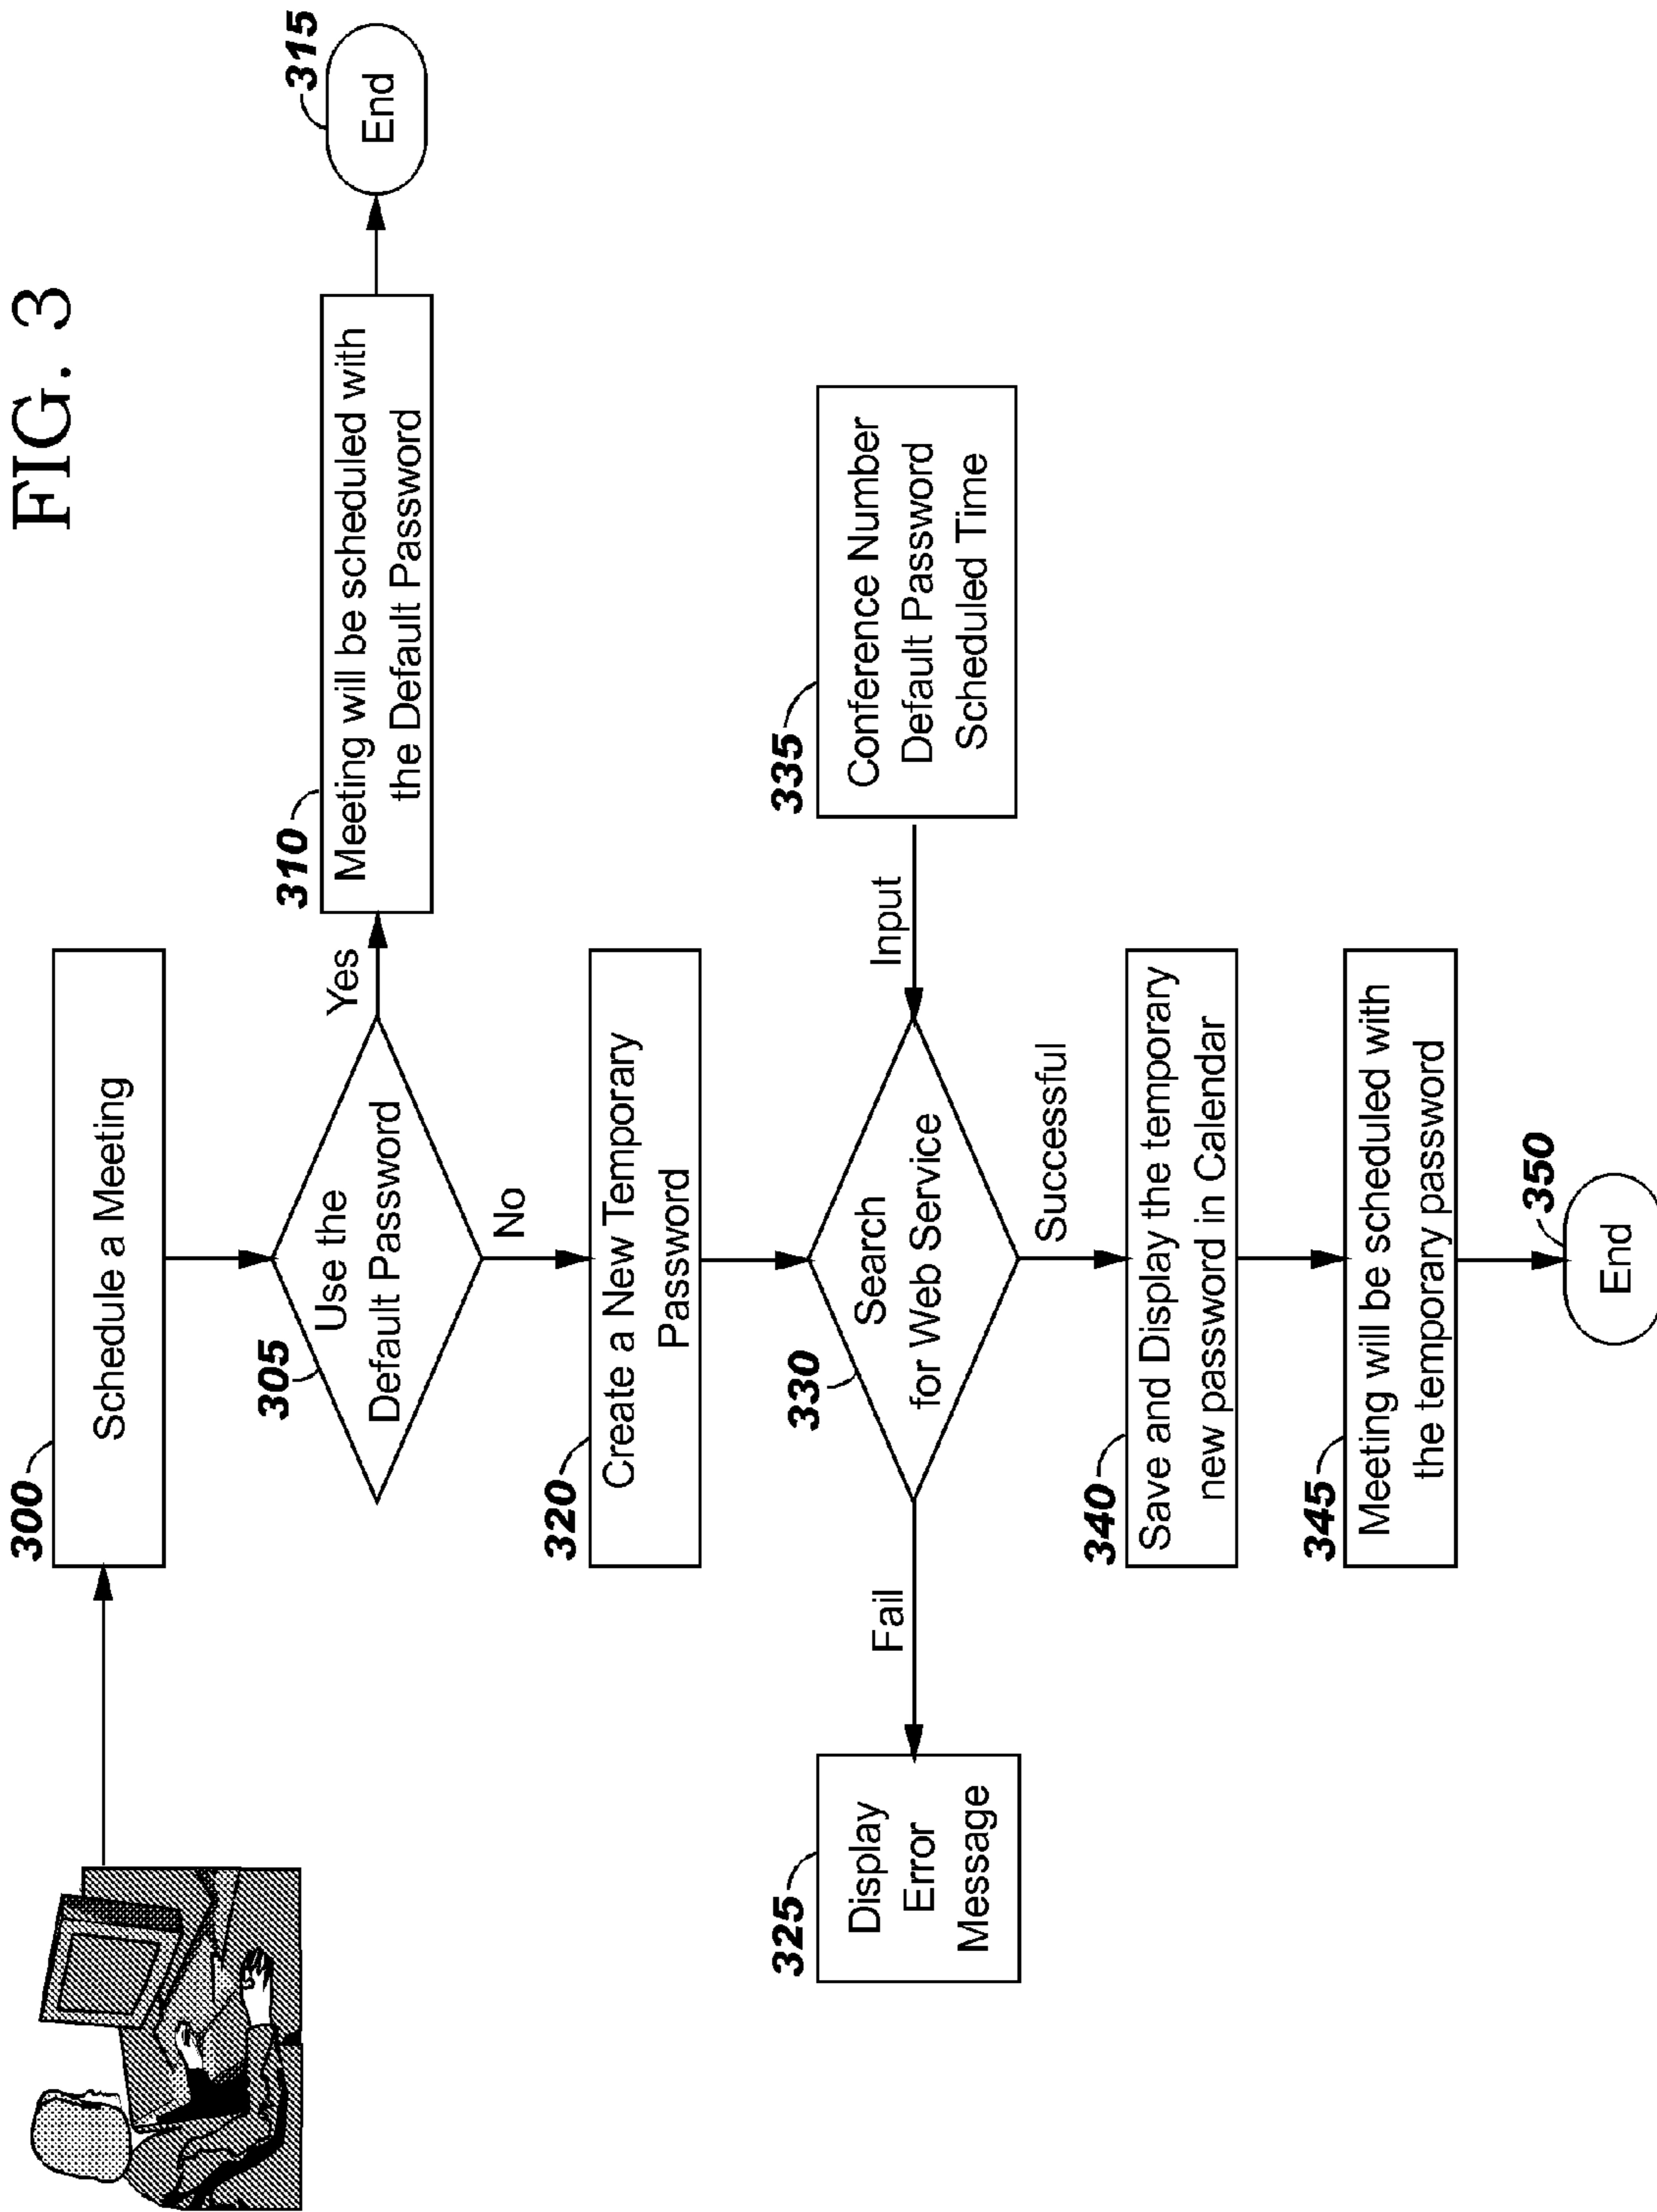 FIG. 3
300
Schedule a Meeting
305
Use the
Default Password
Yes
310
Meeting will be scheduled with
the Default Password
315
End
No
320
Create a New Temporary
Password
330
Search
for Web Service
Input
335
Conference Number
Default Password
Scheduled Time
Fail
325
Display
Error
Message
Successful
340
Save and Display the temporary
new password in Calendar
345
Meeting will be scheduled with
the temporary password
350
End